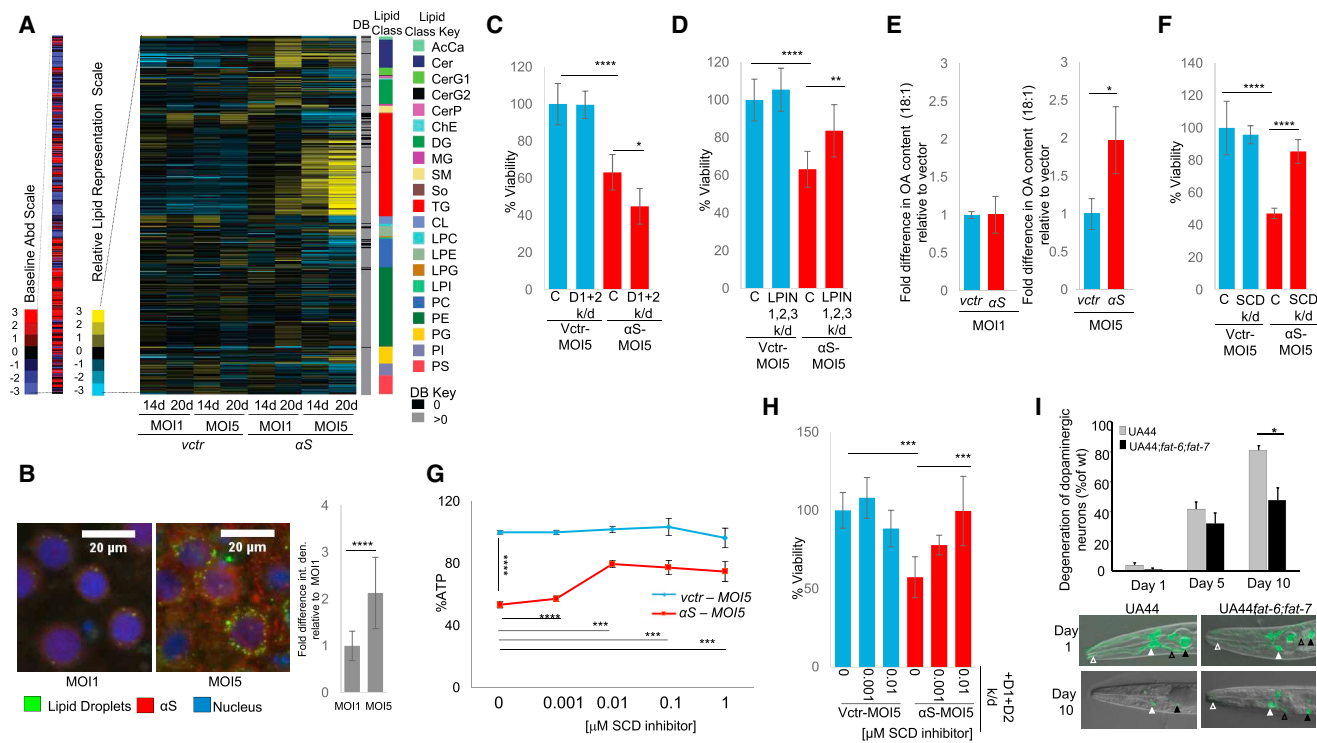 A
Baseline Abd Scale
3
2
1
0
-1
-2
-3
Relative Lipid Representation Scale
3
2
1
0
-1
-2
-3
14d 20d 14d 20d 14d 20d 14d 20d
MOI1 MOI5 MOI1 MOI5
vctr αS
DB
Lipid Class
Lipid Class Key
AcCa
Cer
CerG1
CerG2
CerP
ChE
DG
MG
SM
So
TG
CL
LPC
LPE
LPG
LPI
PC
PE
PG
PI
PS
DB Key
0
>0
B
20 µm
20 µm
MOI1 MOI5
Lipid Droplets αS Nucleus
Fold difference int. den.
relative to MOI1
4
3
2
1
0
****
MOI1 MOI5
C
% Viability
120
100
80
60
40
20
0
****
*
C D1+2 k/d C D1+2 k/d
Vctr-MOI5 αS-MOI5
D
% Viability
120
100
80
60
40
20
0
****
**
C LPIN 1,2,3 k/d C LPIN 1,2,3 k/d
Vctr-MOI5 αS-MOI5
E
Fold difference in OA content (18:1)
relative to vector
3
2.5
2
1.5
1
0.5
0
vctr αS
MOI1
Fold difference in OA content (18:1)
relative to vector
3
2.5
2
1.5
1
0.5
0
*
vctr αS
MOI5
F
% Viability
140
120
100
80
60
40
20
0
****
****
C SCD k/d C SCD k/d
Vctr-MOI5 αS-MOI5
G
%ATP
120
80
40
0
****
****
***
***
***
vctr – MOI5
αS – MOI5
0 0.001 0.01 0.1 1
[µM SCD inhibitor]
H
% Viability
150
100
50
0
***
***
0 0.001 0.01 0 0.001 0.01
Vctr-MOI5 αS-MOI5
+D1+D2 k/d
[µM SCD inhibitor]
I
Degeneration of dopaminergic
neurons (%of wt)
100
80
60
40
20
0
UA44
UA44;fat-6;fat-7
*
Day 1 Day 5 Day 10
UA44 UA44fat-6;fat-7
Day 1
Day 10